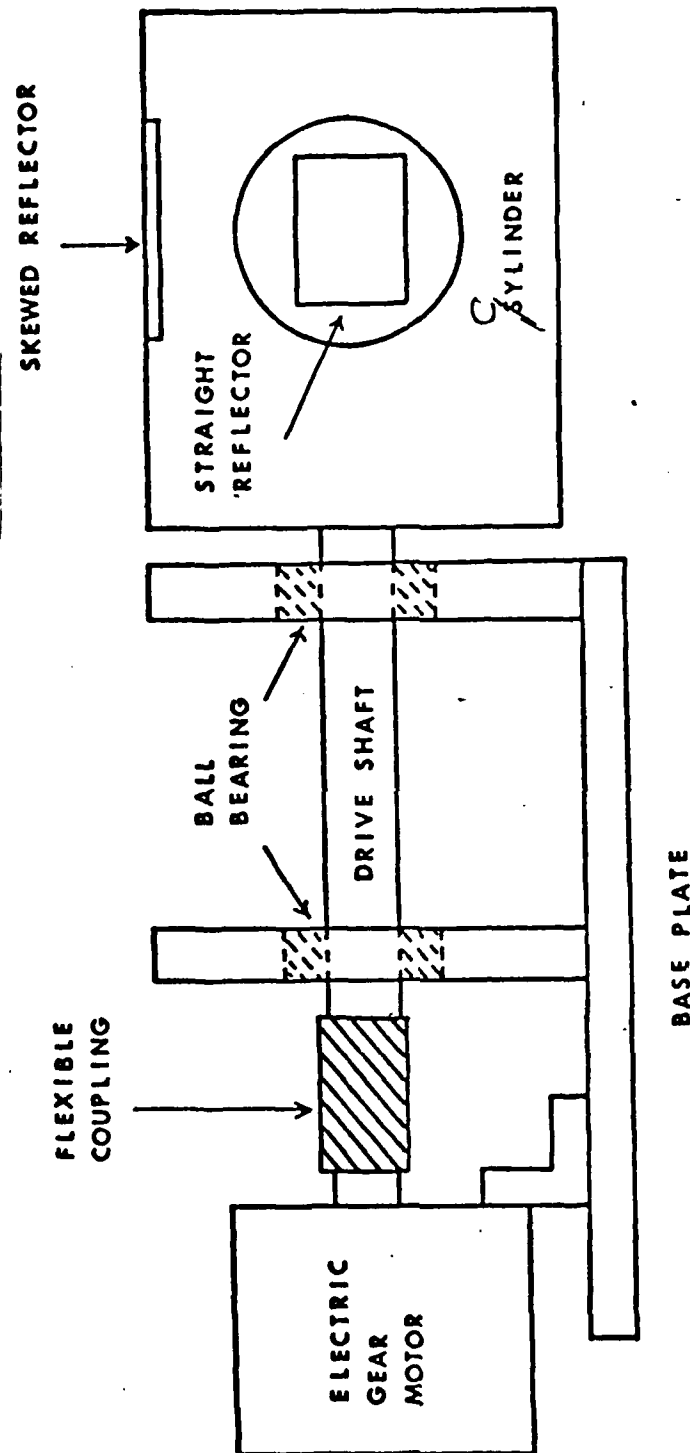 SKEWED REFLECTOR
FLEXIBLE
COUPLING
BALL
BEARING
STRAIGHT
REFLECTOR
ELECTRIC
GEAR
MOTOR
DRIVE SHAFT
CYLINDER
BASE PLATE